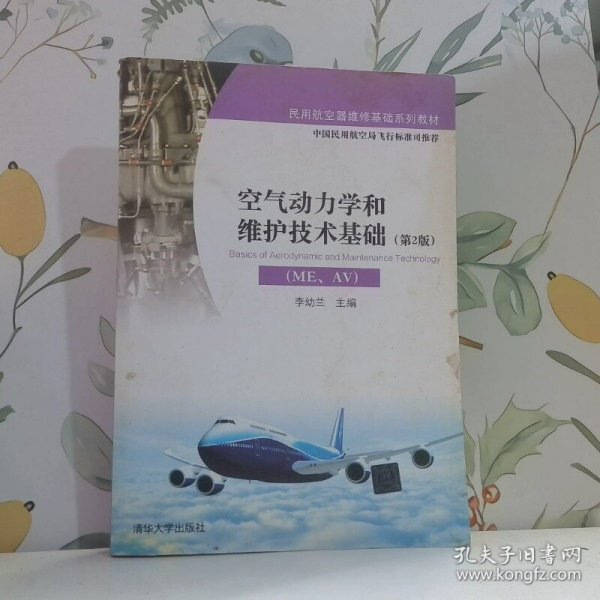 民用航空器维修基础系列教材
中国民用航空局飞行标准司推荐
空气动力学和
维护技术基础（第2版）
Basics of Aerodynamic and Maintenance Technology
（ME、AV）
李幼兰 主编
清华大学出版社
孔夫子旧书网
www.kongfz.com